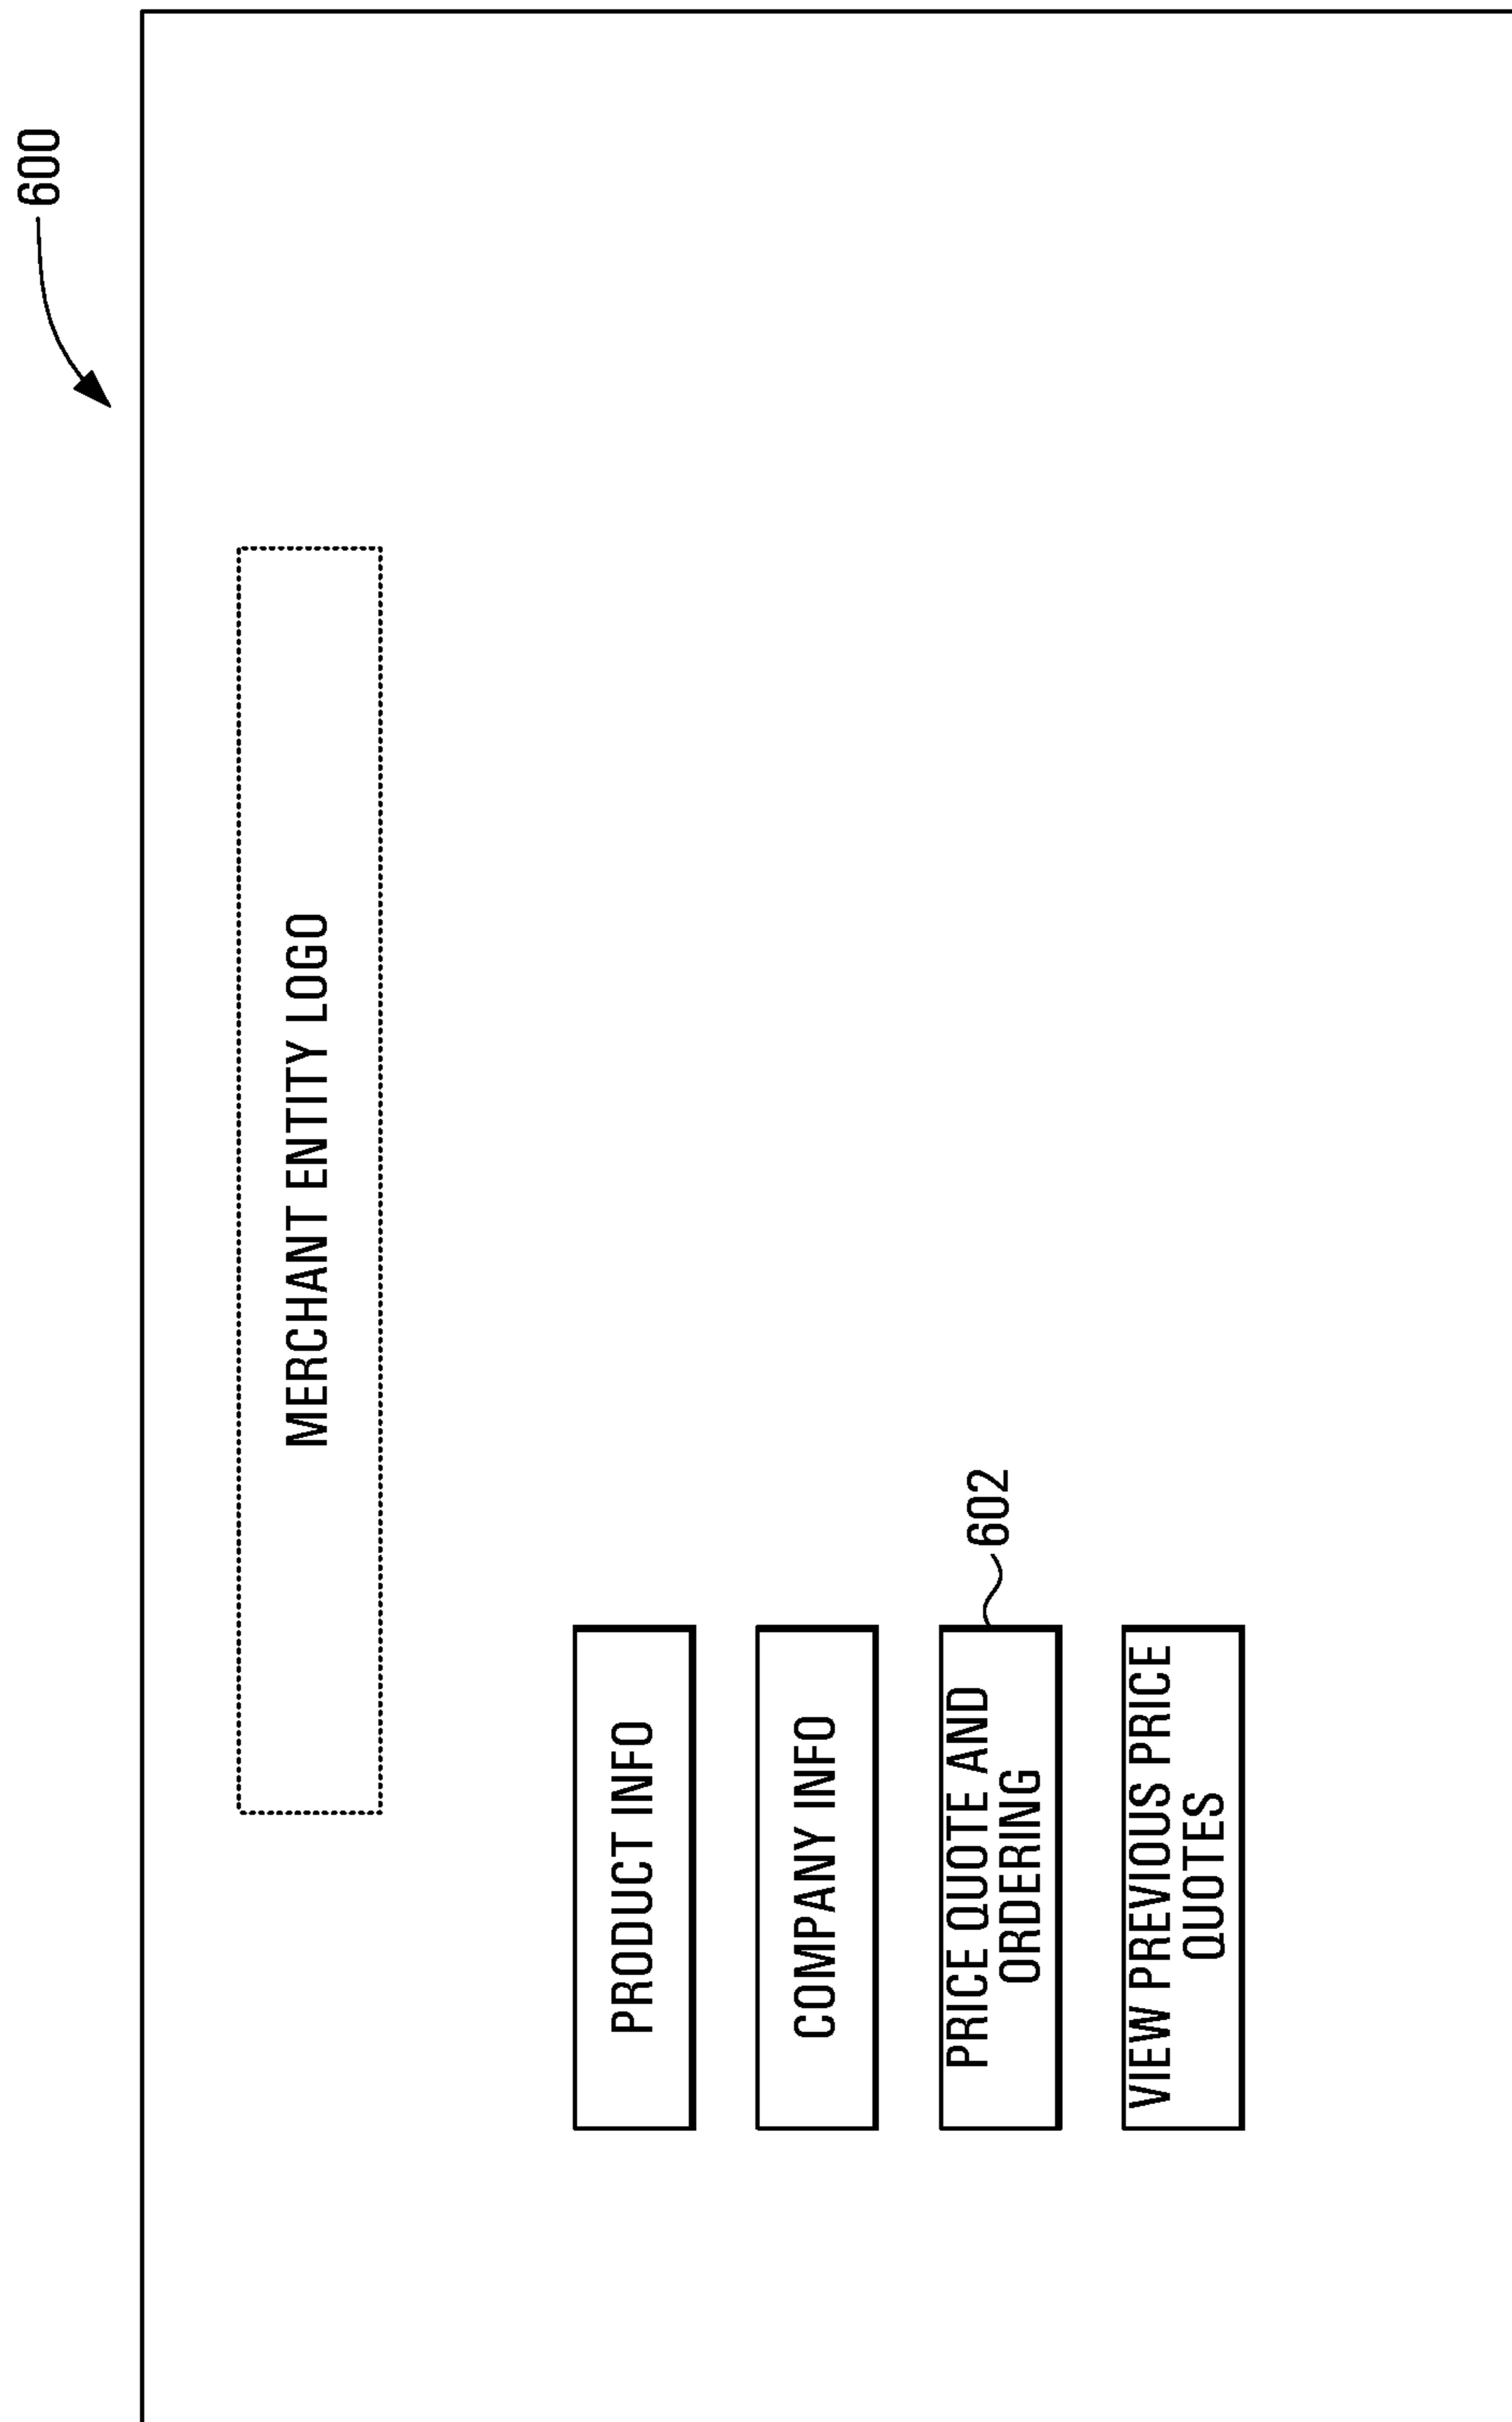 600
MERCHANT ENTITY LOGO
PRODUCT INFO
COMPANY INFO
602
PRICE QUOTE AND
ORDERING
VIEW PREVIOUS PRICE
QUOTES